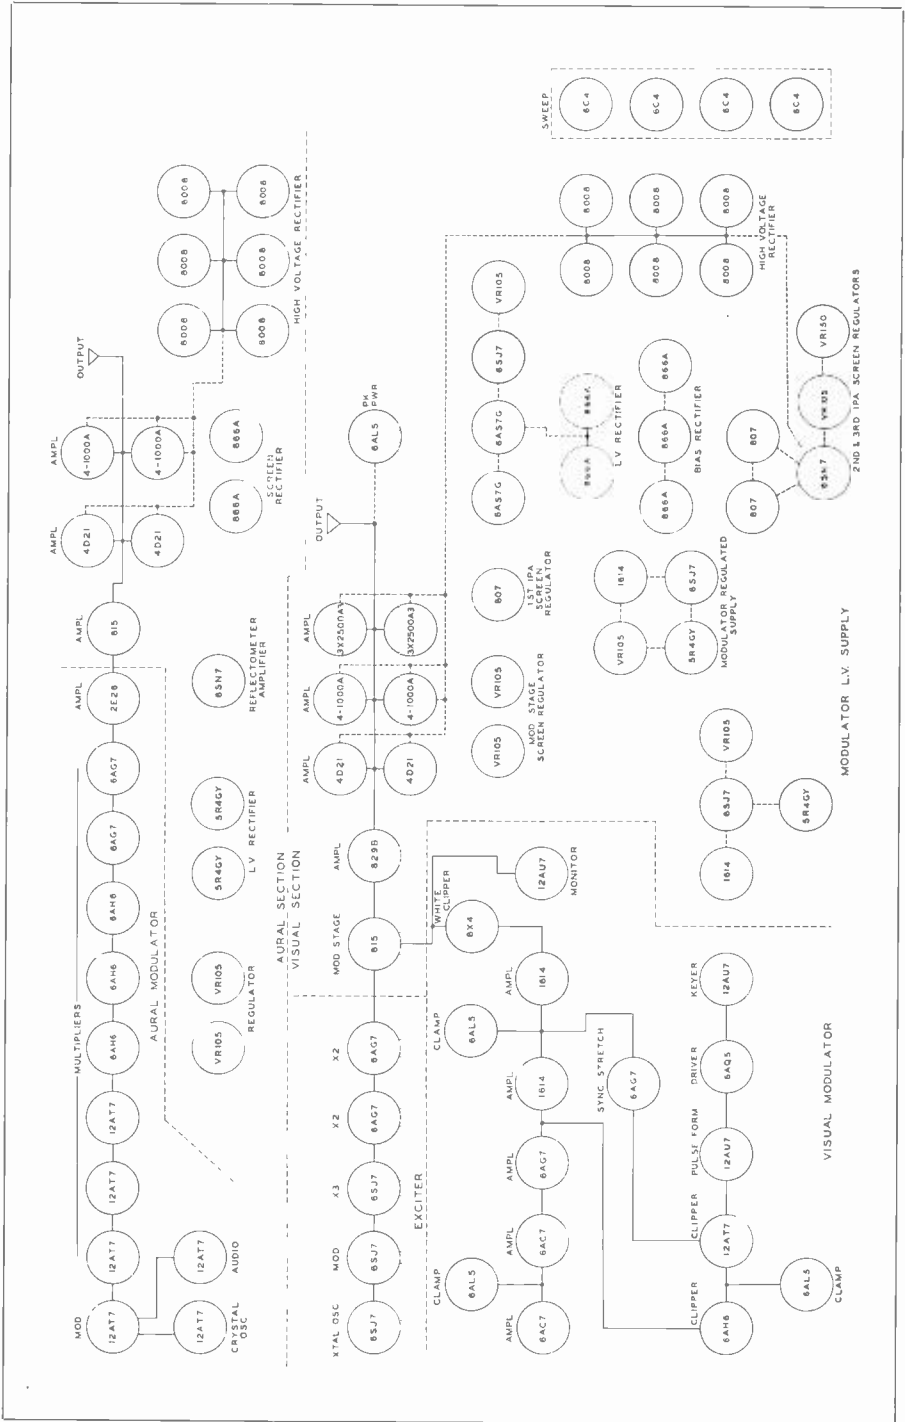 MOD
12AT7
12AT7
CRYSTAL
OSC
12AT7
AUDIO
MULTIPLIERS
12AT7
12AT7
12AT7
6AH6
6AH6
6AH6
6AG7
6AG7
AMPL
2E26
AMPL
815
AMPL
4D21
4D21
AMPL
4-1000A
4-1000A
OUTPUT
AURAL MODULATOR
VR105
VR105
REGULATOR
5R4GY
5R4GY
LV RECTIFIER
6SN7
REFLECTOMETER
AMPLIFIER
866A
866A
SCREEN
RECTIFIER
8008
8008
8008
8008
8008
8008
HIGH VOLTAGE RECTIFIER
AURAL SECTION
VISUAL SECTION
XTAL OSC
6SJ7
MOD
6SJ7
X3
6SJ7
X2
6AG7
X2
6AG7
EXCITER
MOD STAGE
815
AMPL
829B
AMPL
4D21
4D21
AMPL
4-1000A
4-1000A
AMPL
3X2500A3
3X2500A3
OUTPUT
6AL5
PK
PWR
CLAMP
6AL5
AMPL
6AC7
AMPL
6AC7
AMPL
6AG7
AMPL
1614
CLAMP
6AL5
AMPL
1614
WHITE
CLIPPER
6X4
12AU7
MONITOR
SYNC STRETCH
6AG7
CLIPPER
6AH6
CLIPPER
12AT7
PULSE FORM
12AU7
DRIVER
6AQ5
KEYER
12AU7
6AL5
CLAMP
VISUAL MODULATOR
VR105
VR105
MOD STAGE
SCREEN REGULATOR
807
1ST IPA
SCREEN
REGULATOR
6AS7G
6AS7G
6SJ7
VR105
866A
866A
LV RECTIFIER
866A
866A
866A
BIAS RECTIFIER
8008
8008
8008
8008
8008
8008
HIGH VOLTAGE
RECTIFIER
SWEEP
6C4
6C4
6C4
6C4
VR105
1614
5R4GY
6SJ7
MODULATOR REGULATED
SUPPLY
807
807
6SN7
VR105
VR150
2ND & 3RD IPA SCREEN REGULATORS
1614
6SJ7
VR105
5R4GY
MODULATOR L.V. SUPPLY